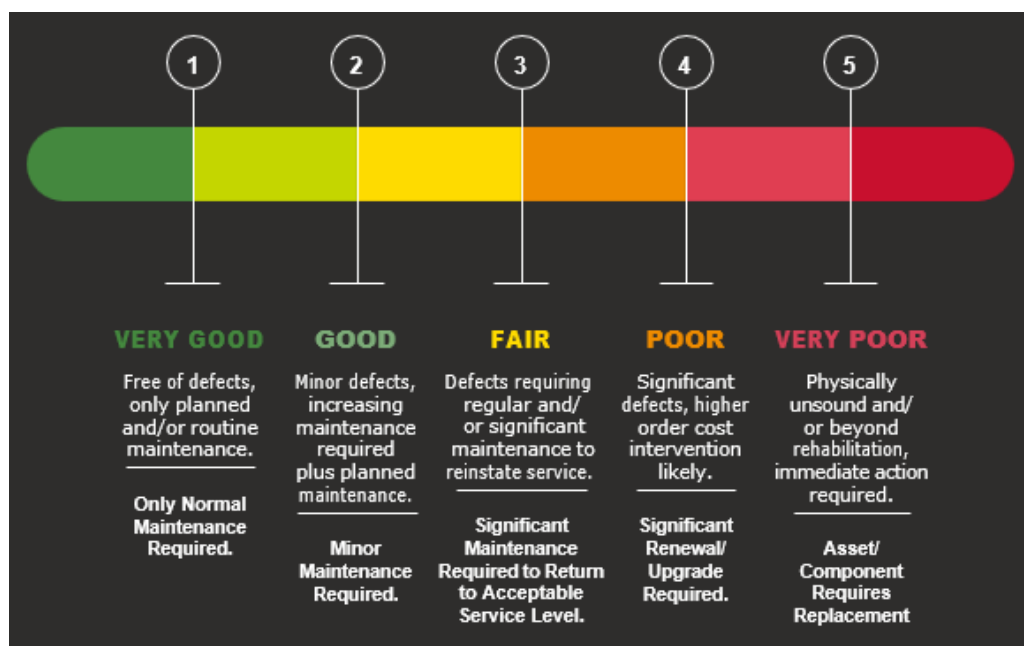 1
2
3
4
5
VERY GOOD
Free of defects,
only planned
and/or routine
maintenance.
Only Normal
Maintenance
Required.
GOOD
Minor defects,
increasing
maintenance
required
plus planned
maintenance.
Minor
Maintenance
Required.
FAIR
Defects requiring
regular and/
or significant
maintenance to
reinstate service.
Significant
Maintenance
Required to Return
to Acceptable
Service Level.
POOR
Significant
defects, higher
order cost
intervention
likely.
Significant
Renewal/
Upgrade
Required.
VERY POOR
Physically
unsound and/
or beyond
rehabilitation,
immediate action
required.
Asset/
Component
Requires
Replacement